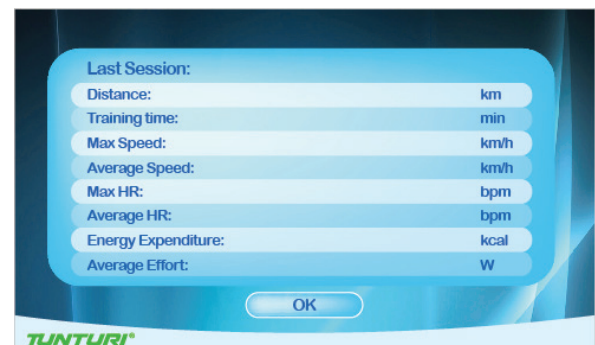 Last Session:
Distance: km
Training time: min
Max Speed: km/h
Average Speed: km/h
Max HR: bpm
Average HR: bpm
Energy Expenditure: kcal
Average Effort: W
OK
TUNTURI®